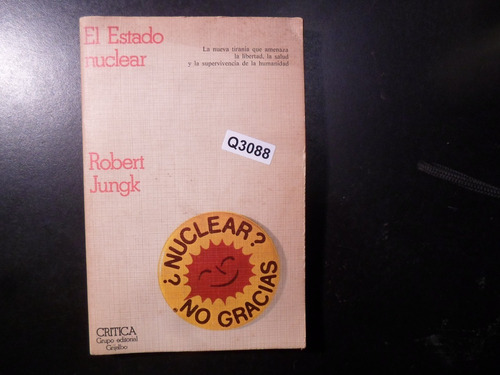 El Estado
nuclear
La nueva tiranía que amenaza
la libertad, la salud
y la supervivencia de la humanidad
Q3088
Robert
Jungk
¿NUCLEAR?
NO GRACIAS
CRITICA
Grupo editorial
Grijalbo